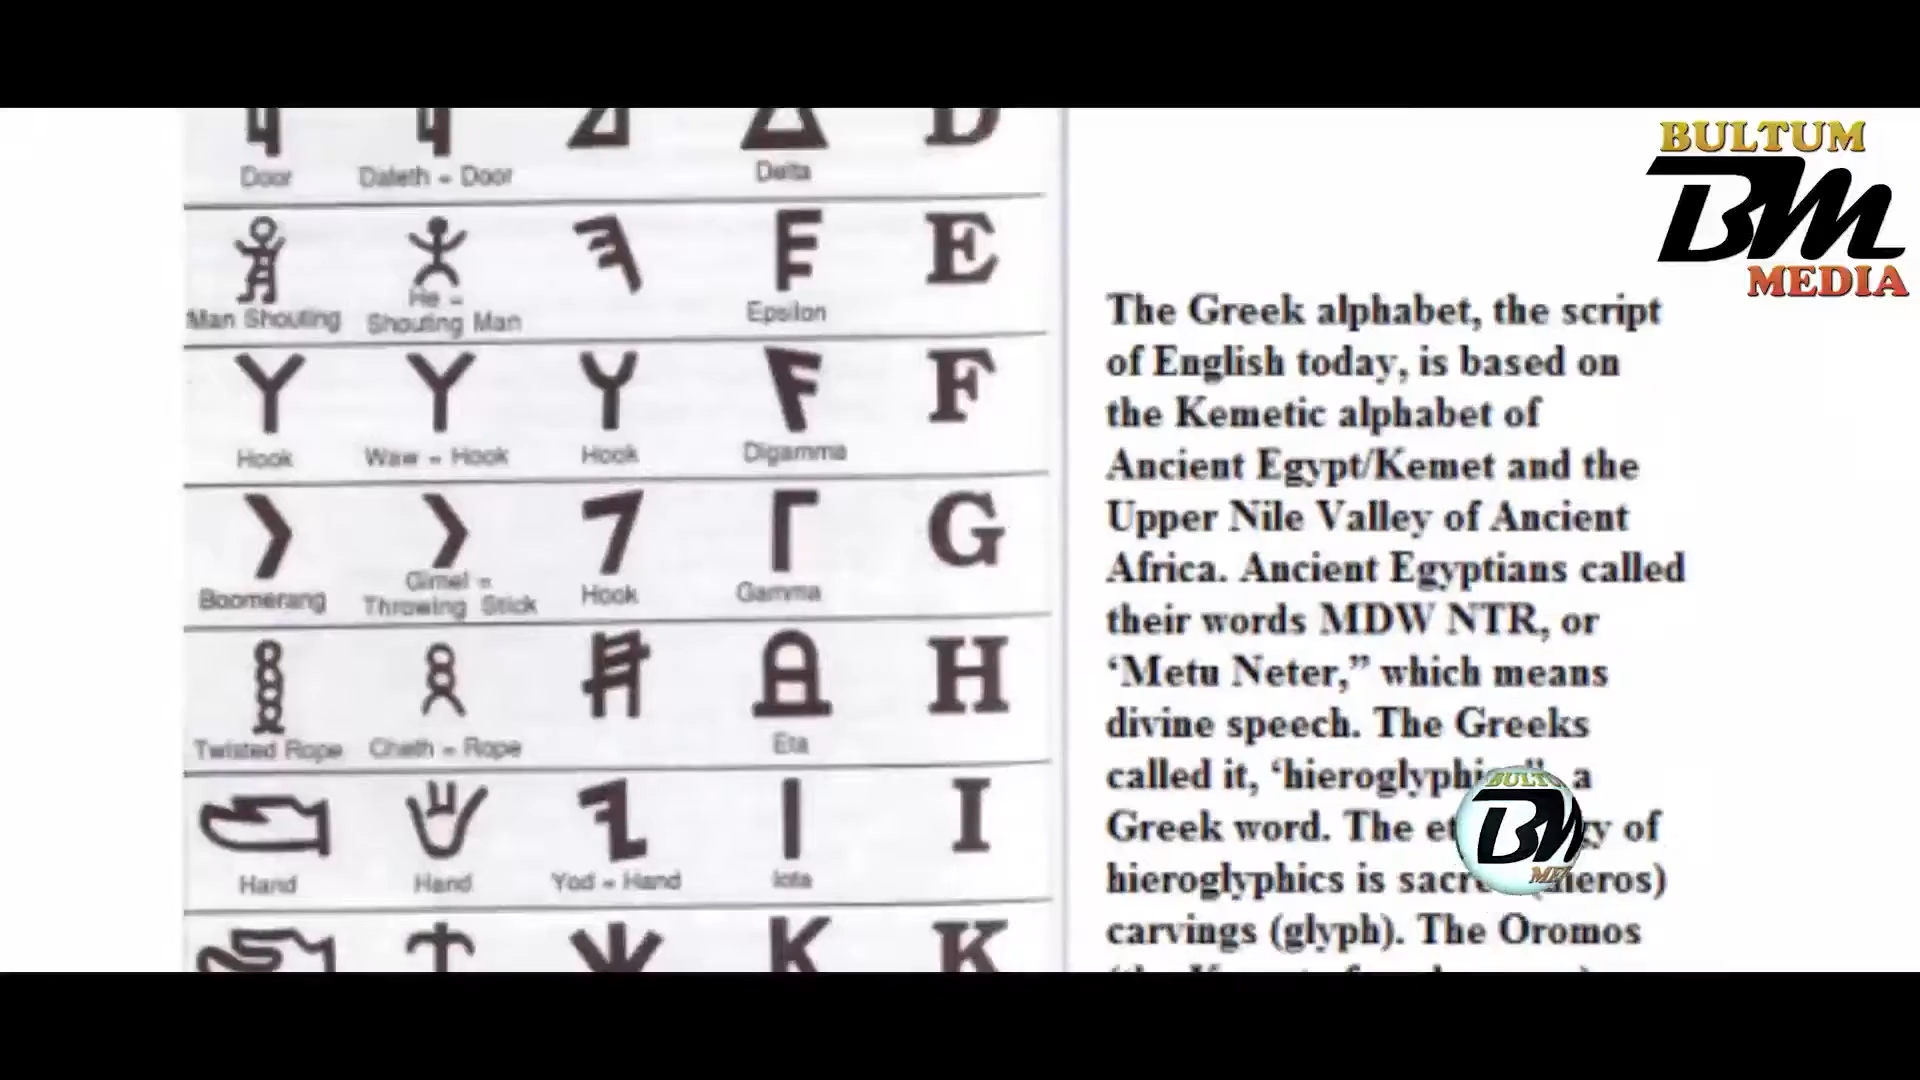 D
Door
Daleth = Door
Delta
E
Man Shouting
He =
Shouting Man
Epsilon
F
Hook
Waw = Hook
Hook
Digamma
G
Boomerang
Gimel =
Throwing Stick
Hook
Gamma
H
Twisted Rope
Cheth = Rope
Eta
I
Hand
Hand
Yod = Hand
Iota
K
K
BULTUM
BM
MEDIA
The Greek alphabet, the script
of English today, is based on
the Kemetic alphabet of
Ancient Egypt/Kemet and the
Upper Nile Valley of Ancient
Africa. Ancient Egyptians called
their words MDW NTR, or
‘Metu Neter,” which means
divine speech. The Greeks
called it, a
Greek word. The of
hieroglyphics is
carvings (glyph). The Oromos
BM